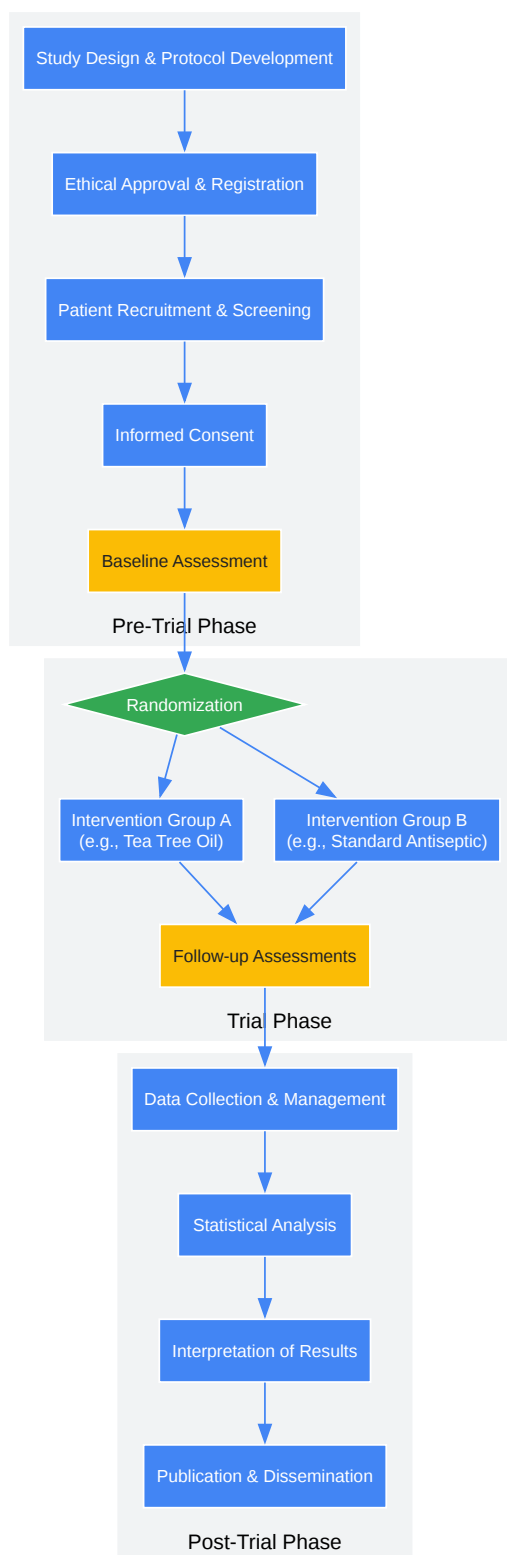 Study Design & Protocol Development
Ethical Approval & Registration
Patient Recruitment & Screening
Informed Consent
Baseline Assessment
Pre-Trial Phase
Randomization
Intervention Group A
(e.g., Tea Tree Oil)
Intervention Group B
(e.g., Standard Antiseptic)
Follow-up Assessments
Trial Phase
Data Collection & Management
Statistical Analysis
Interpretation of Results
Publication & Dissemination
Post-Trial Phase